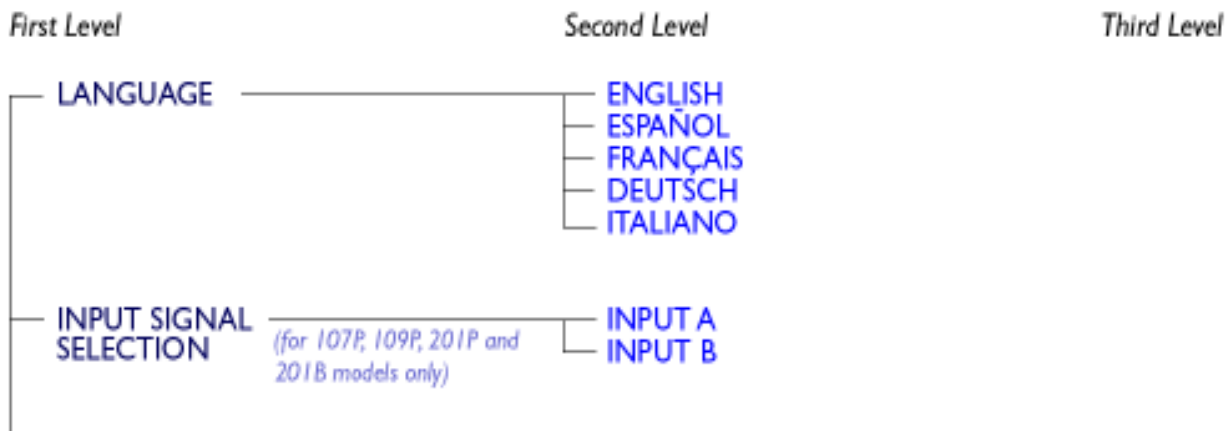 First Level Second Level Third Level
LANGUAGE ENGLISH
ESPAÑOL
FRANÇAIS
DEUTSCH
ITALIANO
INPUT SIGNAL INPUT A
SELECTION (for 107P, 109P, 201P and INPUT B
201B models only)